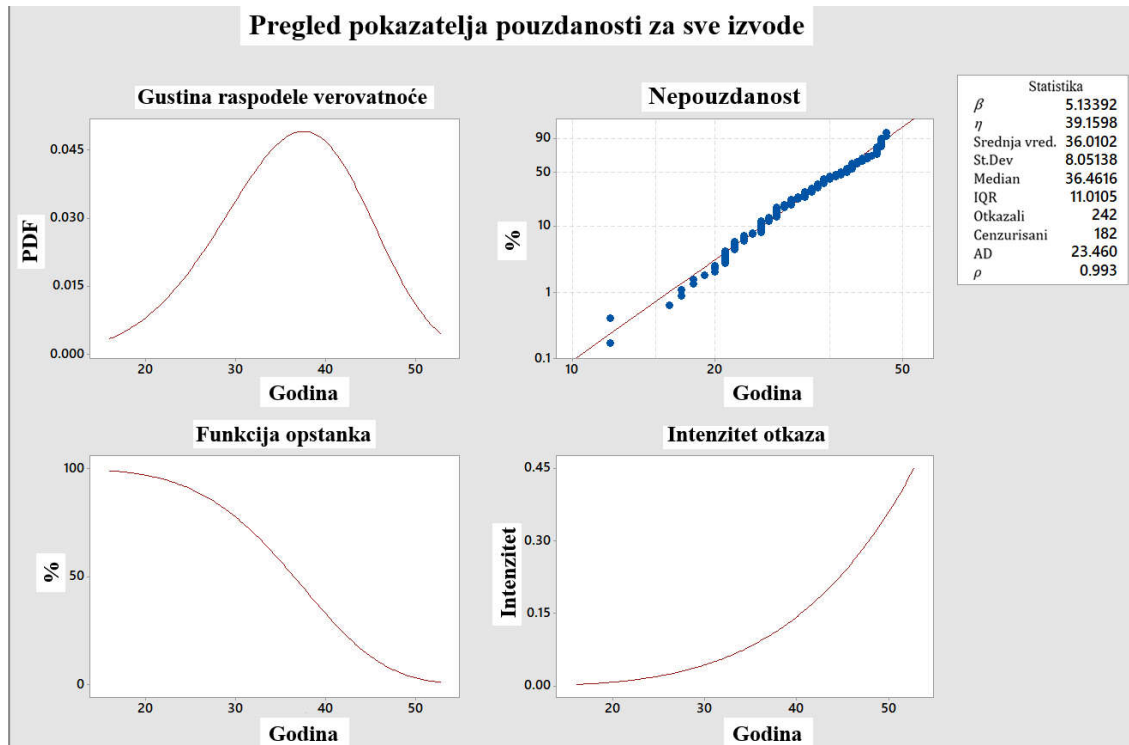 Pregled pokazatelja pouzdanosti za sve izvode
Gustina raspodele verovatnoće
0.045
0.030
0.015
0.000
PDF
20 30 40 50
Godina
Nepouzdanost
90
50
10
1
0.1
%
10 20 50
Godina
Statistika
β 5.13392
η 39.1598
Srednja vred. 36.0102
St.Dev 8.05138
Median 36.4616
IQR 11.0105
Otkazali 242
Cenzurisani 182
AD 23.460
ρ 0.993
Funkcija opstanka
100
50
0
%
20 30 40 50
Godina
Intenzitet otkaza
0.45
0.30
0.15
0.00
Intenzitet
20 30 40 50
Godina